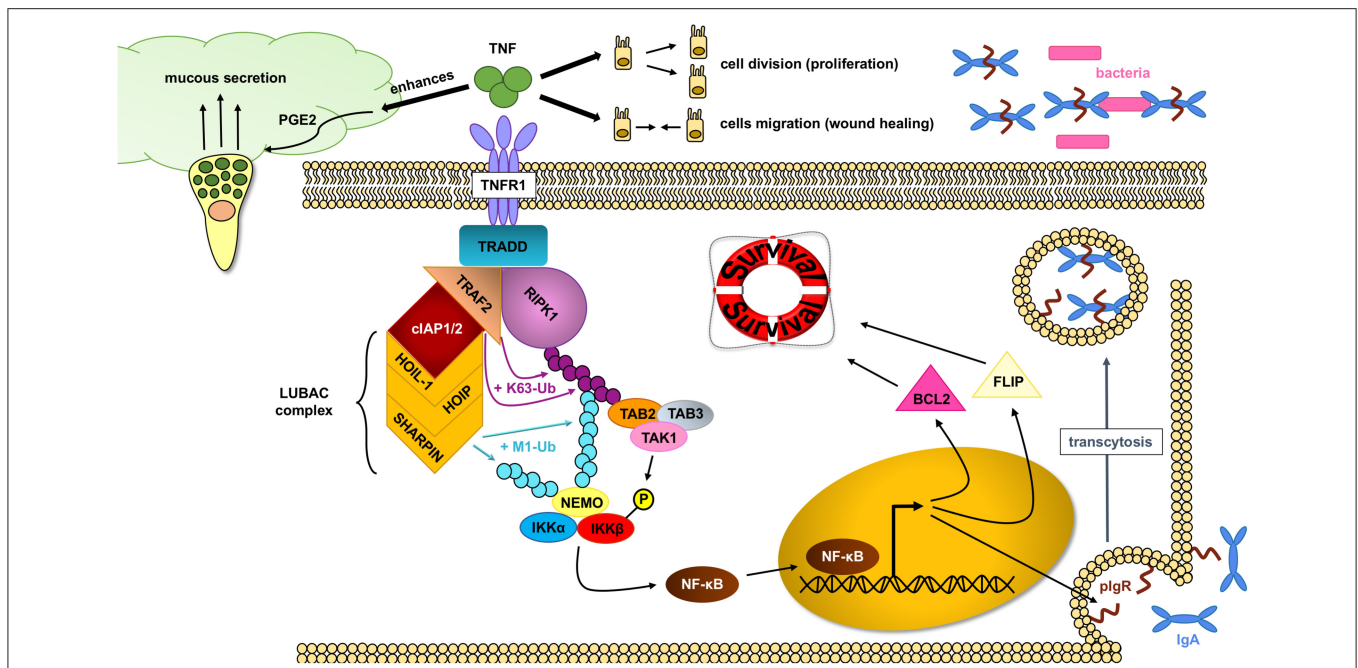 TNF
mucous secretion
enhances
PGE2
cell division (proliferation)
cells migration (wound healing)
bacteria
TNFR1
TRADD
TRAF2
RIPK1
cIAP1/2
HOIL-1
HOIP
SHARPIN
LUBAC
complex
+ K63-Ub
+ M1-Ub
TAB2
TAB3
TAK1
P
NEMO
IKKα
IKKβ
NF-κB
NF-κB
Survival
Survival
BCL2
FLIP
transcytosis
pIgR
IgA